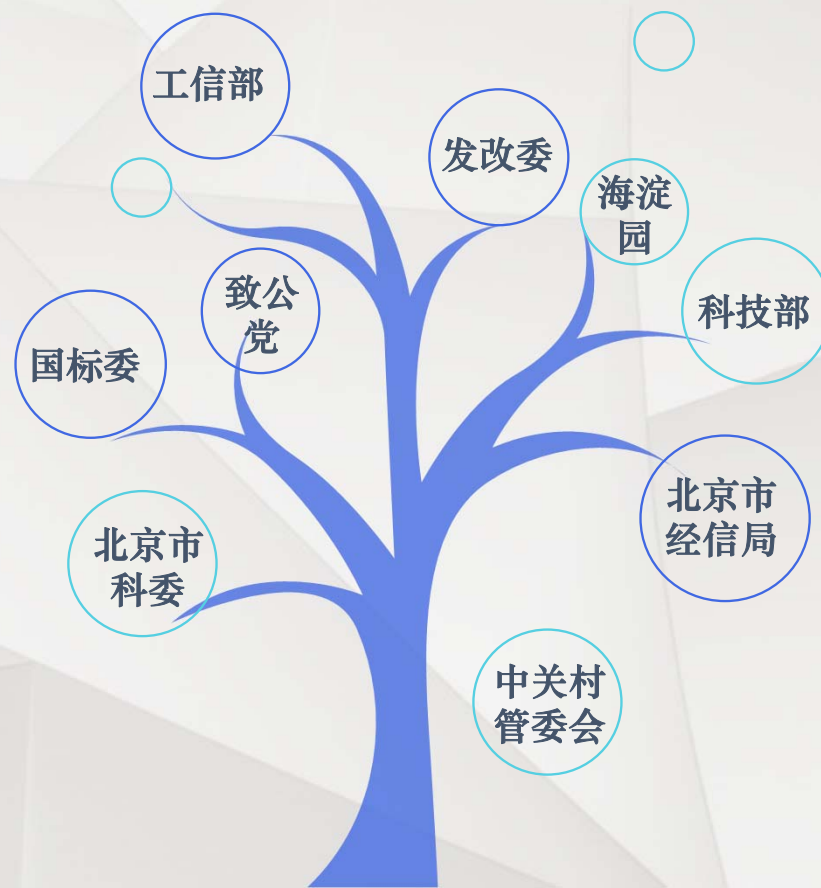 工信部
发改委
海淀
园
致公
党
科技部
国标委
北京市
经信局
北京市
科委
中关村
管委会